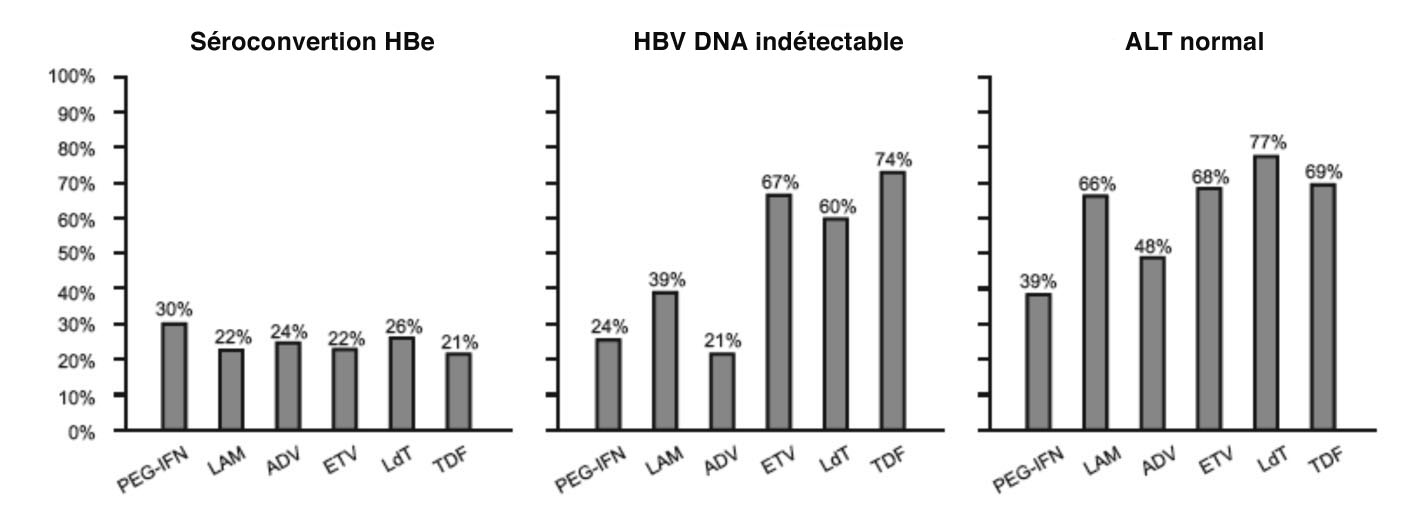 Séroconvertion HBe
100%
90%
80%
70%
60%
50%
40%
30%
20%
10%
0%
30%
22%
24%
22%
26%
21%
PEG-IFN
LAM
ADV
ETV
LdT
TDF
HBV DNA indétectable
24%
39%
21%
67%
60%
74%
PEG-IFN
LAM
ADV
ETV
LdT
TDF
ALT normal
39%
66%
48%
68%
77%
69%
PEG-IFN
LAM
ADV
ETV
LdT
TDF